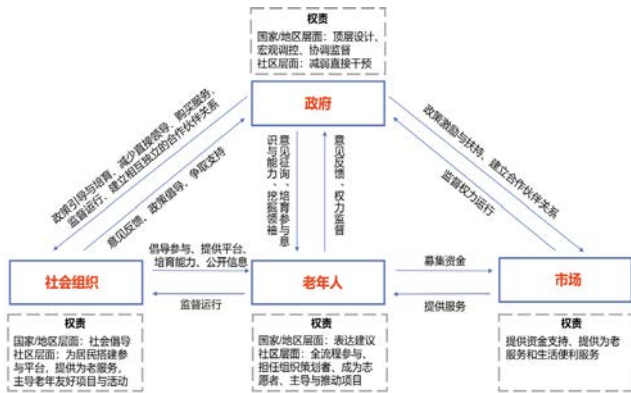 权责
国家/地区层面：顶层设计、
宏观调控、协调监督
社区层面：减弱直接干预
政府
政策引导与培育、减少直接领导、购买服务、
监督运行、建立相互独立的合作伙伴关系
意见反馈、政策倡导、争取支持
意见征询、培育参与意
识与能力、挖掘领袖
意见反馈、权力监督
政策激励与扶持、建立合作伙伴关系
监督权力运行
社会组织
倡导参与、提供平台、
培育能力、公开信息
监督运行
老年人
募集资金
提供服务
市场
权责
国家/地区层面：社会倡导
社区层面：为居民搭建参
与平台，提供为老服务，
主导老年友好项目与活动
权责
国家/地区层面：表达建议
社区层面：全流程参与、
担任组织策划者、成为志
愿者、主导与推动项目
权责
提供资金支持、提供为老
服务和生活便利服务